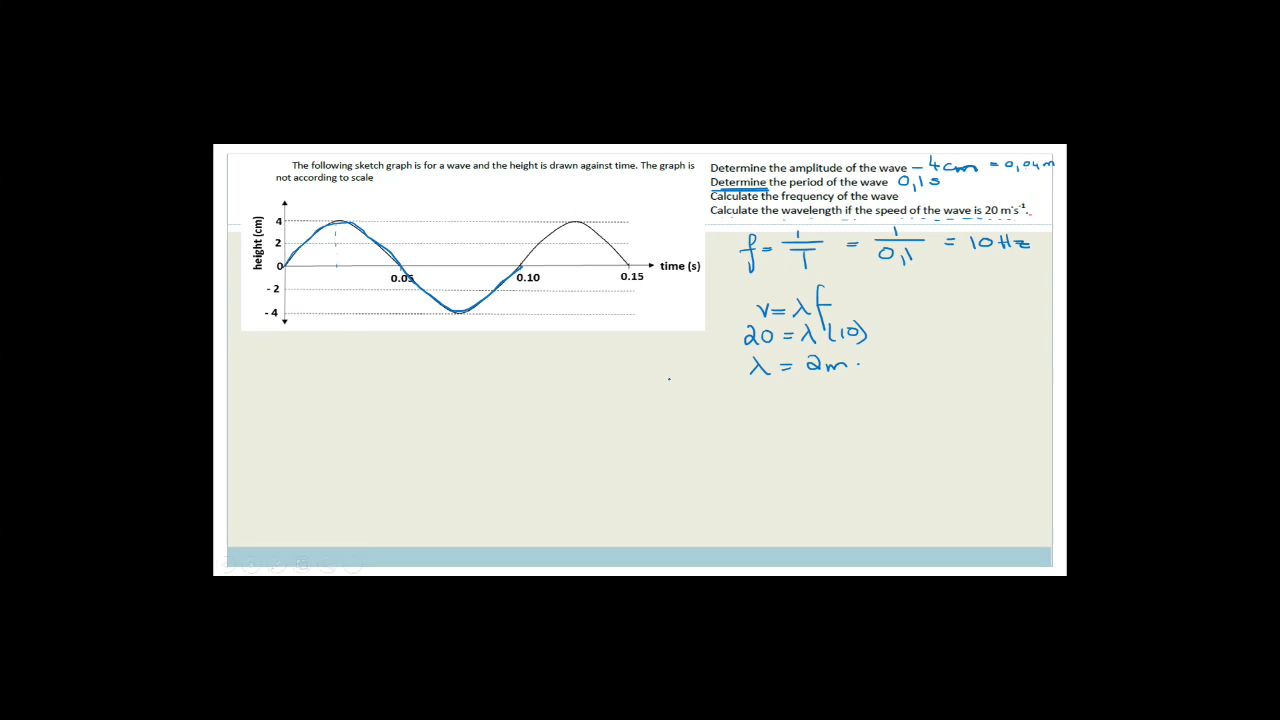 The following sketch graph is for a wave and the height is drawn against time. The graph is
not according to scale
height (cm)
4
2
0
- 2
- 4
0.05
0.10
0.15
time (s)
Determine the amplitude of the wave – 4cm = 0,04m
Determine the period of the wave 0,1s
Calculate the frequency of the wave
Calculate the wavelength if the speed of the wave is 20 m·s⁻¹.
f = 1/T = 1/0,1 = 10 Hz
v = λf
20 = λ(10)
λ = 2m.